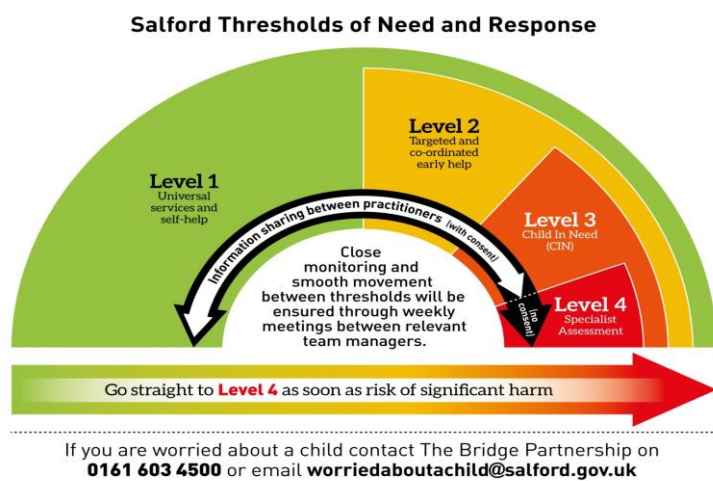 Salford Thresholds of Need and Response
Level 1
Universal
services and
self-help
Level 2
Targeted and
co-ordinated
early help
Level 3
Child In Need
(CIN)
Level 4
Specialist
Assessment
Information sharing between practitioners (with consent)
(no
consent)
Close
monitoring and
smooth movement
between thresholds will be
ensured through weekly
meetings between relevant
team managers.
Go straight to Level 4 as soon as risk of significant harm
If you are worried about a child contact The Bridge Partnership on
0161 603 4500 or email worriedaboutachild@salford.gov.uk